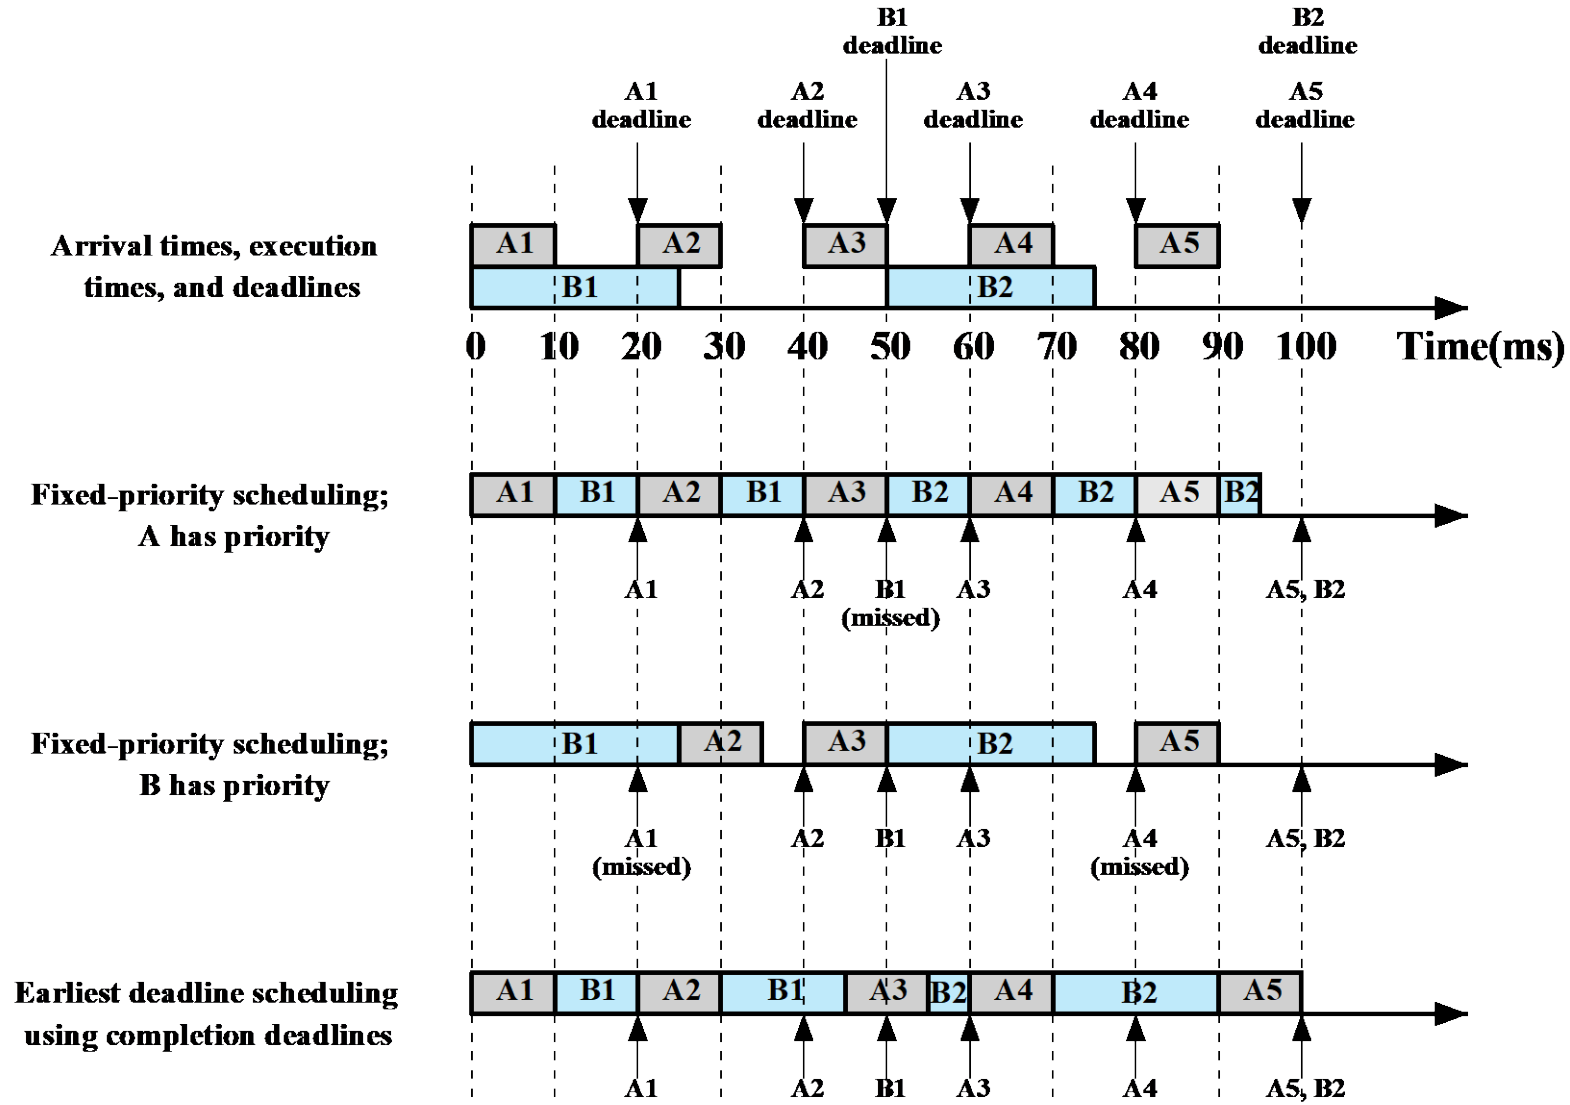 B1
deadline
B2
deadline
A1
deadline
A2
deadline
A3
deadline
A4
deadline
A5
deadline
Arrival times, execution
times, and deadlines
A1 A2 A3 A4 A5
B1 B2
0 10 20 30 40 50 60 70 80 90 100 Time(ms)
Fixed-priority scheduling;
A has priority
A1 B1 A2 B1 A3 B2 A4 B2 A5 B2
A1 A2 B1 A3 A4 A5, B2
(missed)
Fixed-priority scheduling;
B has priority
B1 A2 A3 B2 A5
A1 A2 B1 A3 A4 A5, B2
(missed) (missed)
Earliest deadline scheduling
using completion deadlines
A1 B1 A2 B1 A3 B2 A4 B2 A5
A1 A2 B1 A3 A4 A5, B2